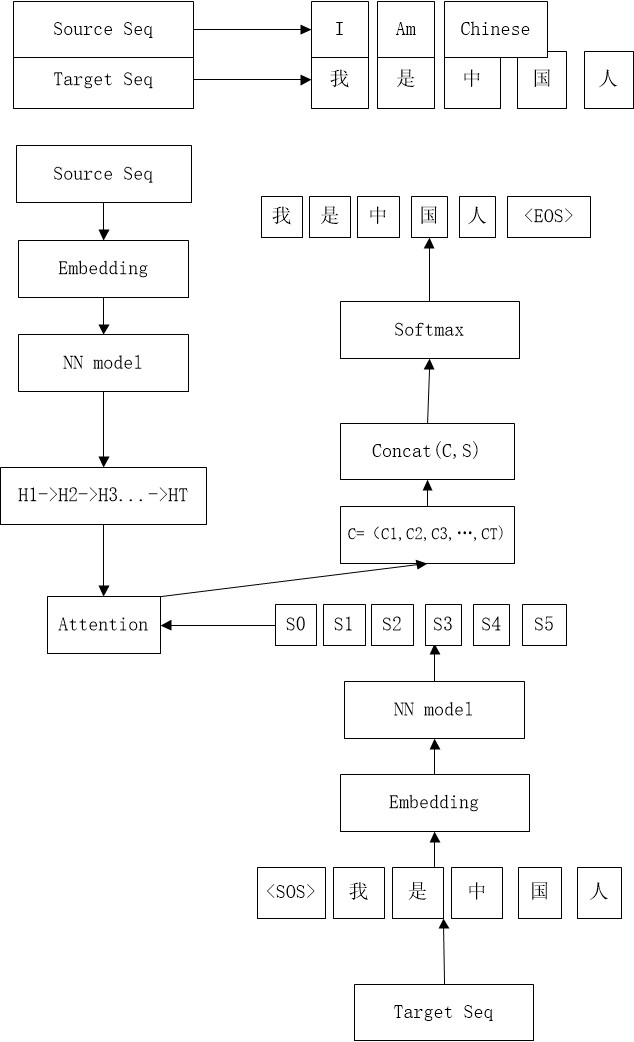 Source Seq I Am Chinese
Target Seq 我 是 中 国 人
Source Seq
Embedding
NN model
H1->H2->H3...->HT
Attention
我 是 中 国 人 <EOS>
Softmax
Concat(C,S)
C=（C1,C2,C3,…,CT)
S0 S1 S2 S3 S4 S5
NN model
Embedding
<SOS> 我 是 中 国 人
Target Seq